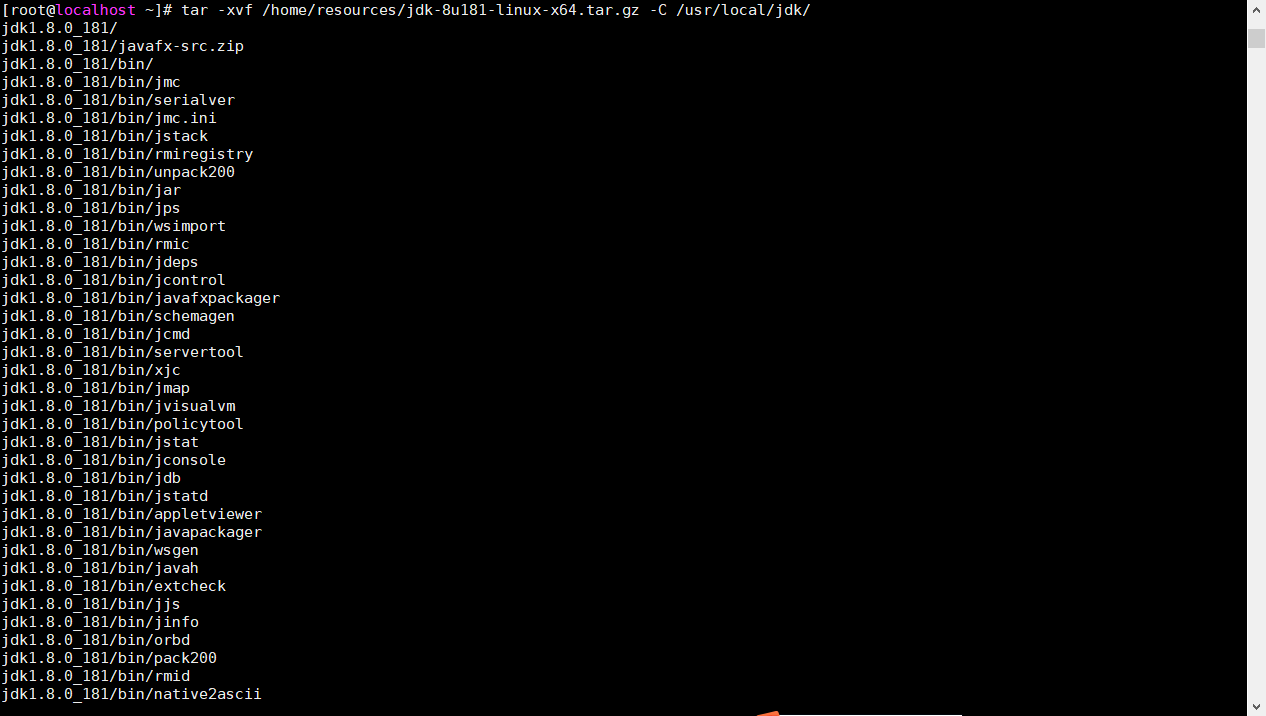 [root@localhost ~]# tar -xvf /home/resources/jdk-8u181-linux-x64.tar.gz -C /usr/local/jdk/
jdk1.8.0_181/
jdk1.8.0_181/javafx-src.zip
jdk1.8.0_181/bin/
jdk1.8.0_181/bin/jmc
jdk1.8.0_181/bin/serialver
jdk1.8.0_181/bin/jmc.ini
jdk1.8.0_181/bin/jstack
jdk1.8.0_181/bin/rmiregistry
jdk1.8.0_181/bin/unpack200
jdk1.8.0_181/bin/jar
jdk1.8.0_181/bin/jps
jdk1.8.0_181/bin/wsimport
jdk1.8.0_181/bin/rmic
jdk1.8.0_181/bin/jdeps
jdk1.8.0_181/bin/jcontrol
jdk1.8.0_181/bin/javafxpackager
jdk1.8.0_181/bin/schemagen
jdk1.8.0_181/bin/jcmd
jdk1.8.0_181/bin/servertool
jdk1.8.0_181/bin/xjc
jdk1.8.0_181/bin/jmap
jdk1.8.0_181/bin/jvisualvm
jdk1.8.0_181/bin/policytool
jdk1.8.0_181/bin/jstat
jdk1.8.0_181/bin/jconsole
jdk1.8.0_181/bin/jdb
jdk1.8.0_181/bin/jstatd
jdk1.8.0_181/bin/appletviewer
jdk1.8.0_181/bin/javapackager
jdk1.8.0_181/bin/wsgen
jdk1.8.0_181/bin/javah
jdk1.8.0_181/bin/extcheck
jdk1.8.0_181/bin/jjs
jdk1.8.0_181/bin/jinfo
jdk1.8.0_181/bin/orbd
jdk1.8.0_181/bin/pack200
jdk1.8.0_181/bin/rmid
jdk1.8.0_181/bin/native2ascii